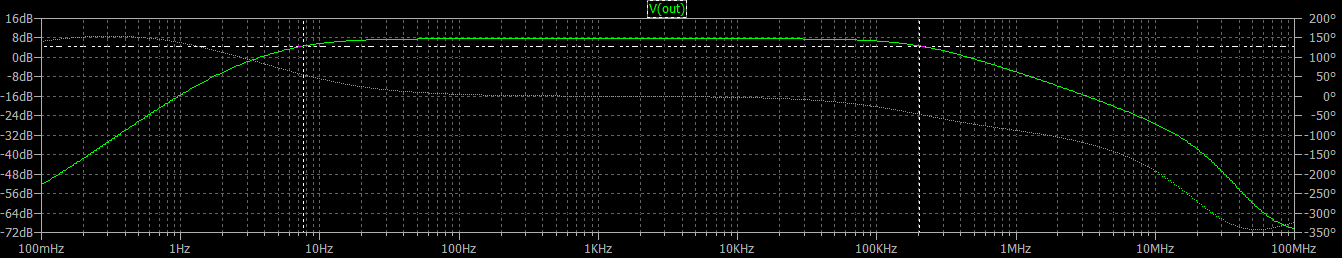 V(out)
16dB 200°
8dB 150°
0dB 100°
-8dB 50°
-16dB 0°
-24dB -50°
-32dB -100°
-40dB -150°
-48dB -200°
-56dB -250°
-64dB -300°
-72dB -350°
100mHz 1Hz 10Hz 100Hz 1KHz 10KHz 100KHz 1MHz 10MHz 100MHz